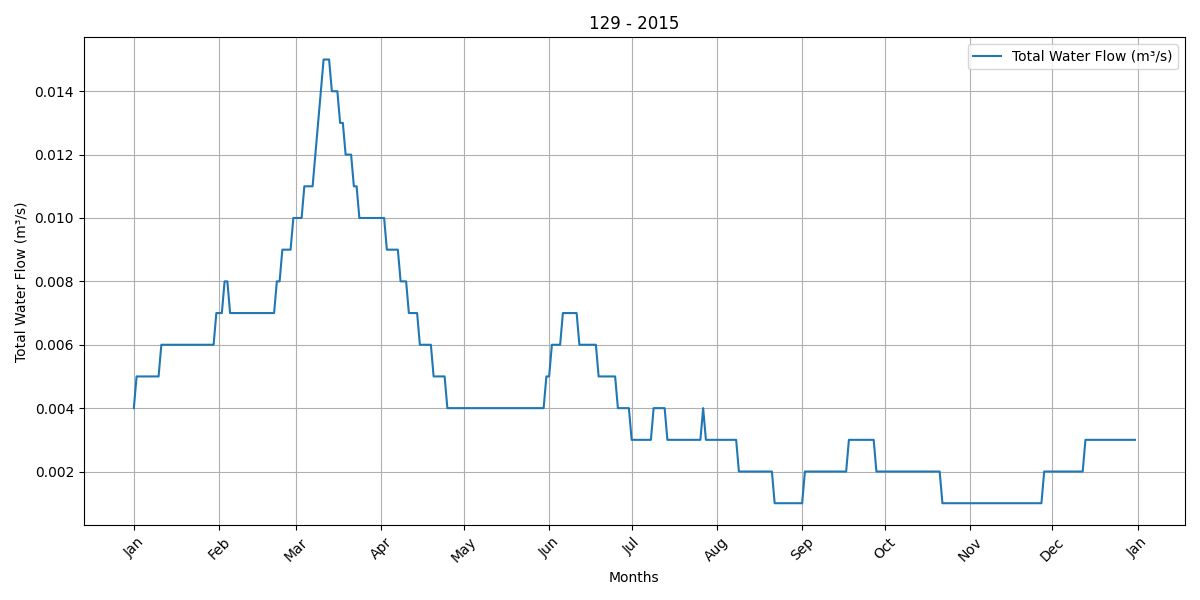 129 - 2015
Total Water Flow (m³/s)
Total Water Flow (m³/s)
0.014
0.012
0.010
0.008
0.006
0.004
0.002
Jan Feb Mar Apr May Jun Jul Aug Sep Oct Nov Dec Jan
Months